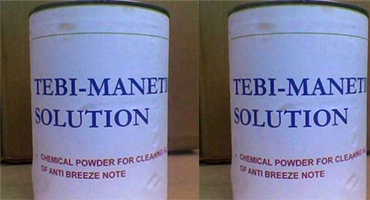 TEBI-MANETI
SOLUTION
CHEMICAL POWDER FOR CLEANING
OF ANTI BREEZE NOTE
TEBI-MANETI
SOLUTION
CHEMICAL POWDER FOR CLEANING
OF ANTI BREEZE NOTE